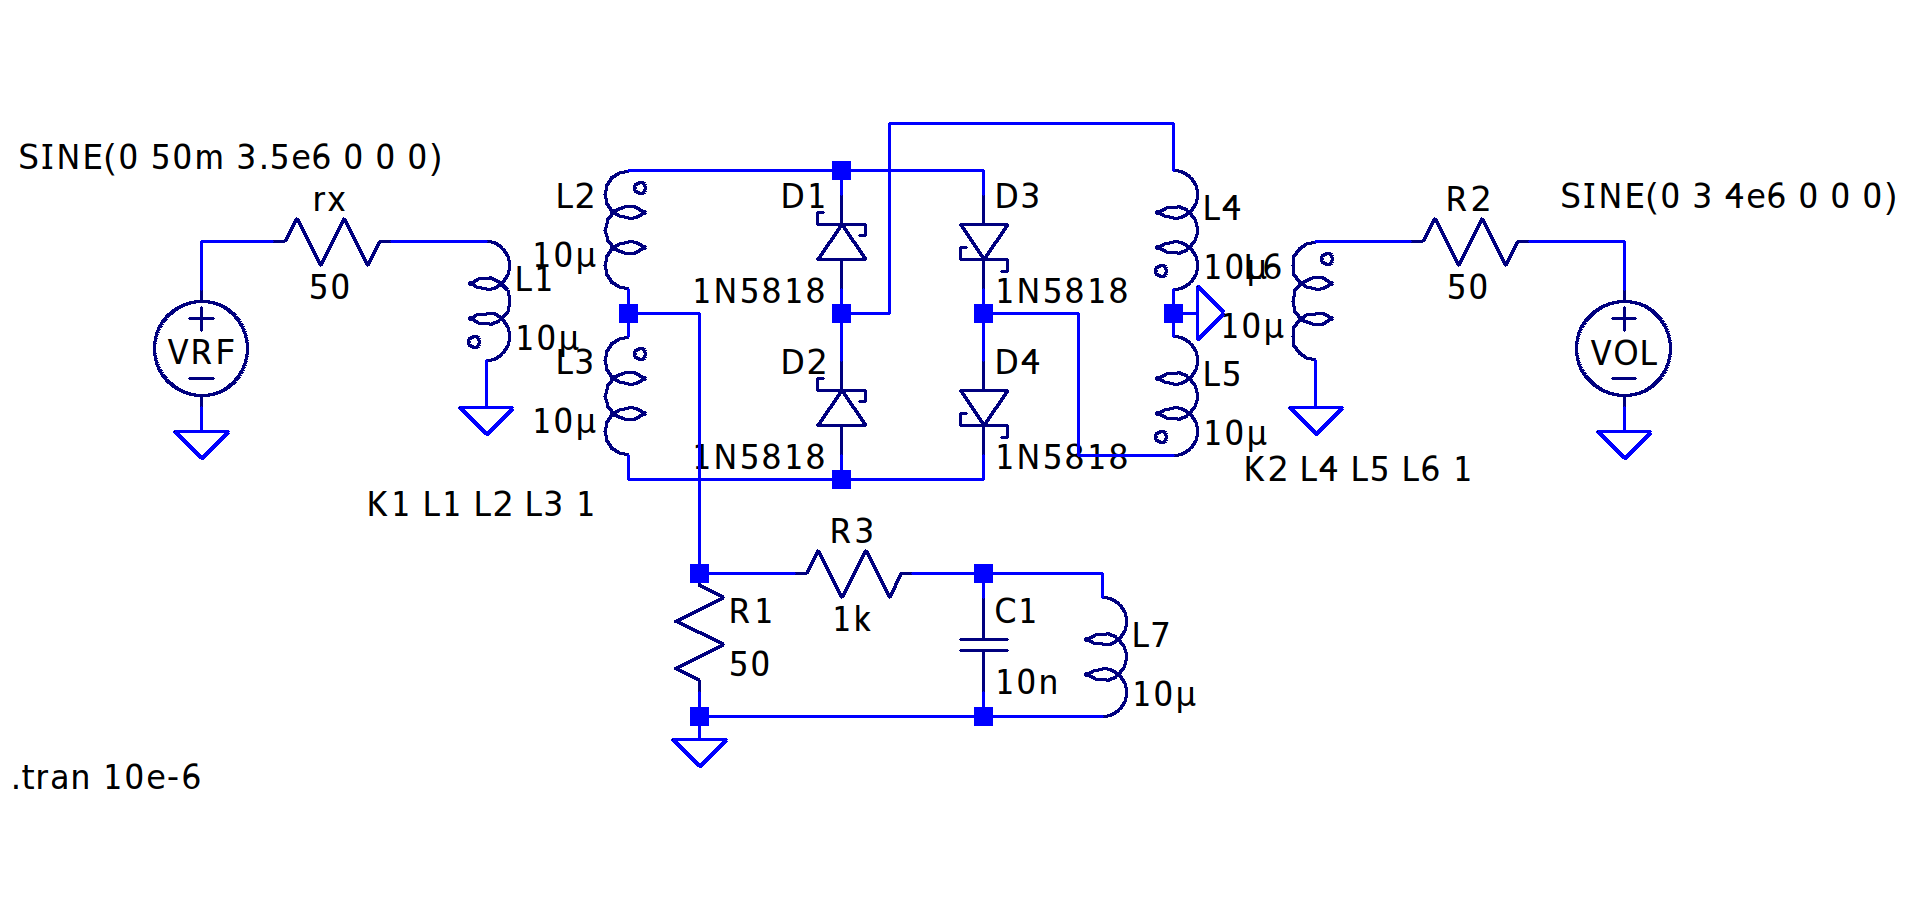 SINE(0 50m 3.5e6 0 0 0)
rx
50
VRF
L1
10µ
L2
10µ
L3
10µ
K1 L1 L2 L3 1
D1
1N5818
D3
1N5818
D2
1N5818
D4
1N5818
L4
10µ
L5
10µ
L6
10µ
K2 L4 L5 L6 1
R2
50
SINE(0 3 4e6 0 0 0)
VOL
R3
1k
R1
50
C1
10n
L7
10µ
.tran 10e-6